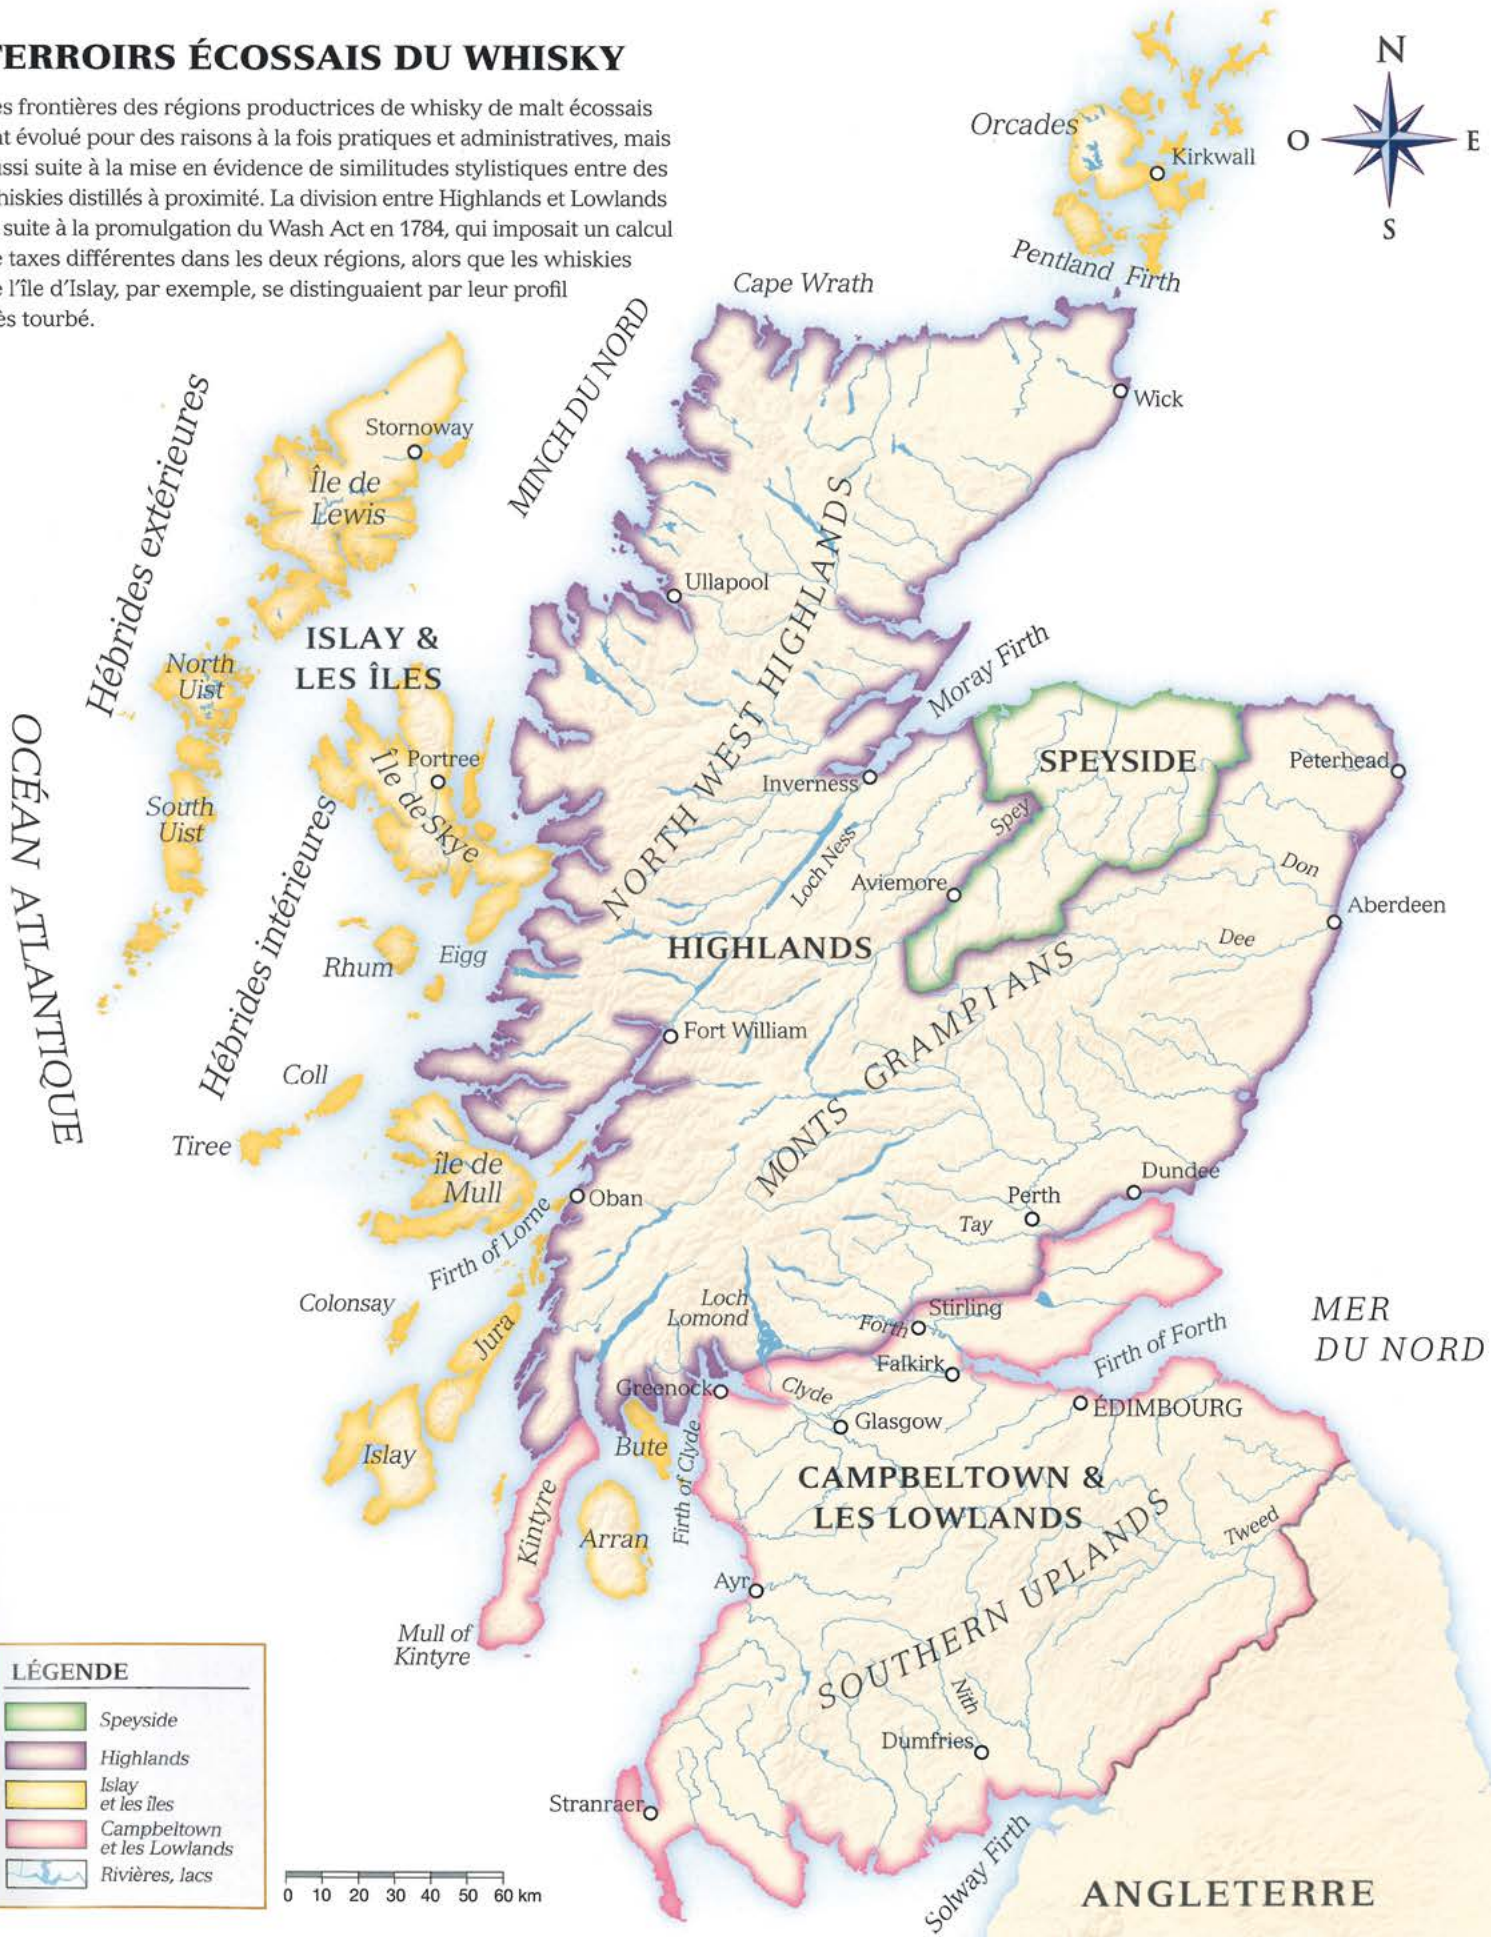 TERROIRS ÉCOSSAIS DU WHISKY
es frontières des régions productrices de whisky de malt écossais
nt évolué pour des raisons à la fois pratiques et administratives, mais
ussi suite à la mise en évidence de similitudes stylistiques entre des
hiskies distillés à proximité. La division entre Highlands et Lowlands
suite à la promulgation du Wash Act en 1784, qui imposait un calcul
e taxes différentes dans les deux régions, alors que les whiskies
e l'île d'Islay, par exemple, se distinguaient par leur profil
ès tourbé.
N
O
E
S
Orcades
Kirkwall
Pentland Firth
Cape Wrath
MINCH DU NORD
Wick
Hébrides extérieures
Stornoway
Île de
Lewis
Ullapool
ISLAY &
LES ÎLES
North
Uist
NORTH WEST HIGHLANDS
Moray Firth
OCÉAN ATLANTIQUE
Portree
Île de Skye
South
Uist
Hébrides intérieures
Inverness
SPEYSIDE
Peterhead
Spey
Loch Ness
Aviemore
Don
Aberdeen
HIGHLANDS
Dee
Rhum
Eigg
MONTS GRAMPIANS
Fort William
Coll
Tiree
île de
Mull
Oban
Firth of Lorne
Dundee
Perth
Tay
Colonsay
Jura
Loch
Lomond
Stirling
Forth
Falkirk
Firth of Forth
MER
DU NORD
Greenock
Clyde
Glasgow
ÉDIMBOURG
Islay
Bute
Firth of Clyde
CAMPBELTOWN &
LES LOWLANDS
Kintyre
Arran
Tweed
Ayr
SOUTHERN UPLANDS
Mull of
Kintyre
Nith
Dumfries
Stranraer
Solway Firth
ANGLETERRE
LÉGENDE
Speyside
Highlands
Islay
et les îles
Campbeltown
et les Lowlands
Rivières, lacs
0 10 20 30 40 50 60 km